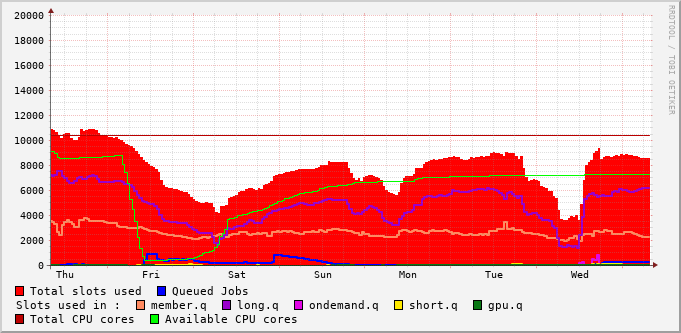 20000
RRDTOOL / TOBI OETIKER
18000
16000
14000
12000
10000
8000
6000
4000
2000
0
Thu Fri Sat Sun Mon Tue Wed
Total slots used Queued Jobs
Slots used in : member.q long.q ondemand.q short.q gpu.q
Total CPU cores Available CPU cores